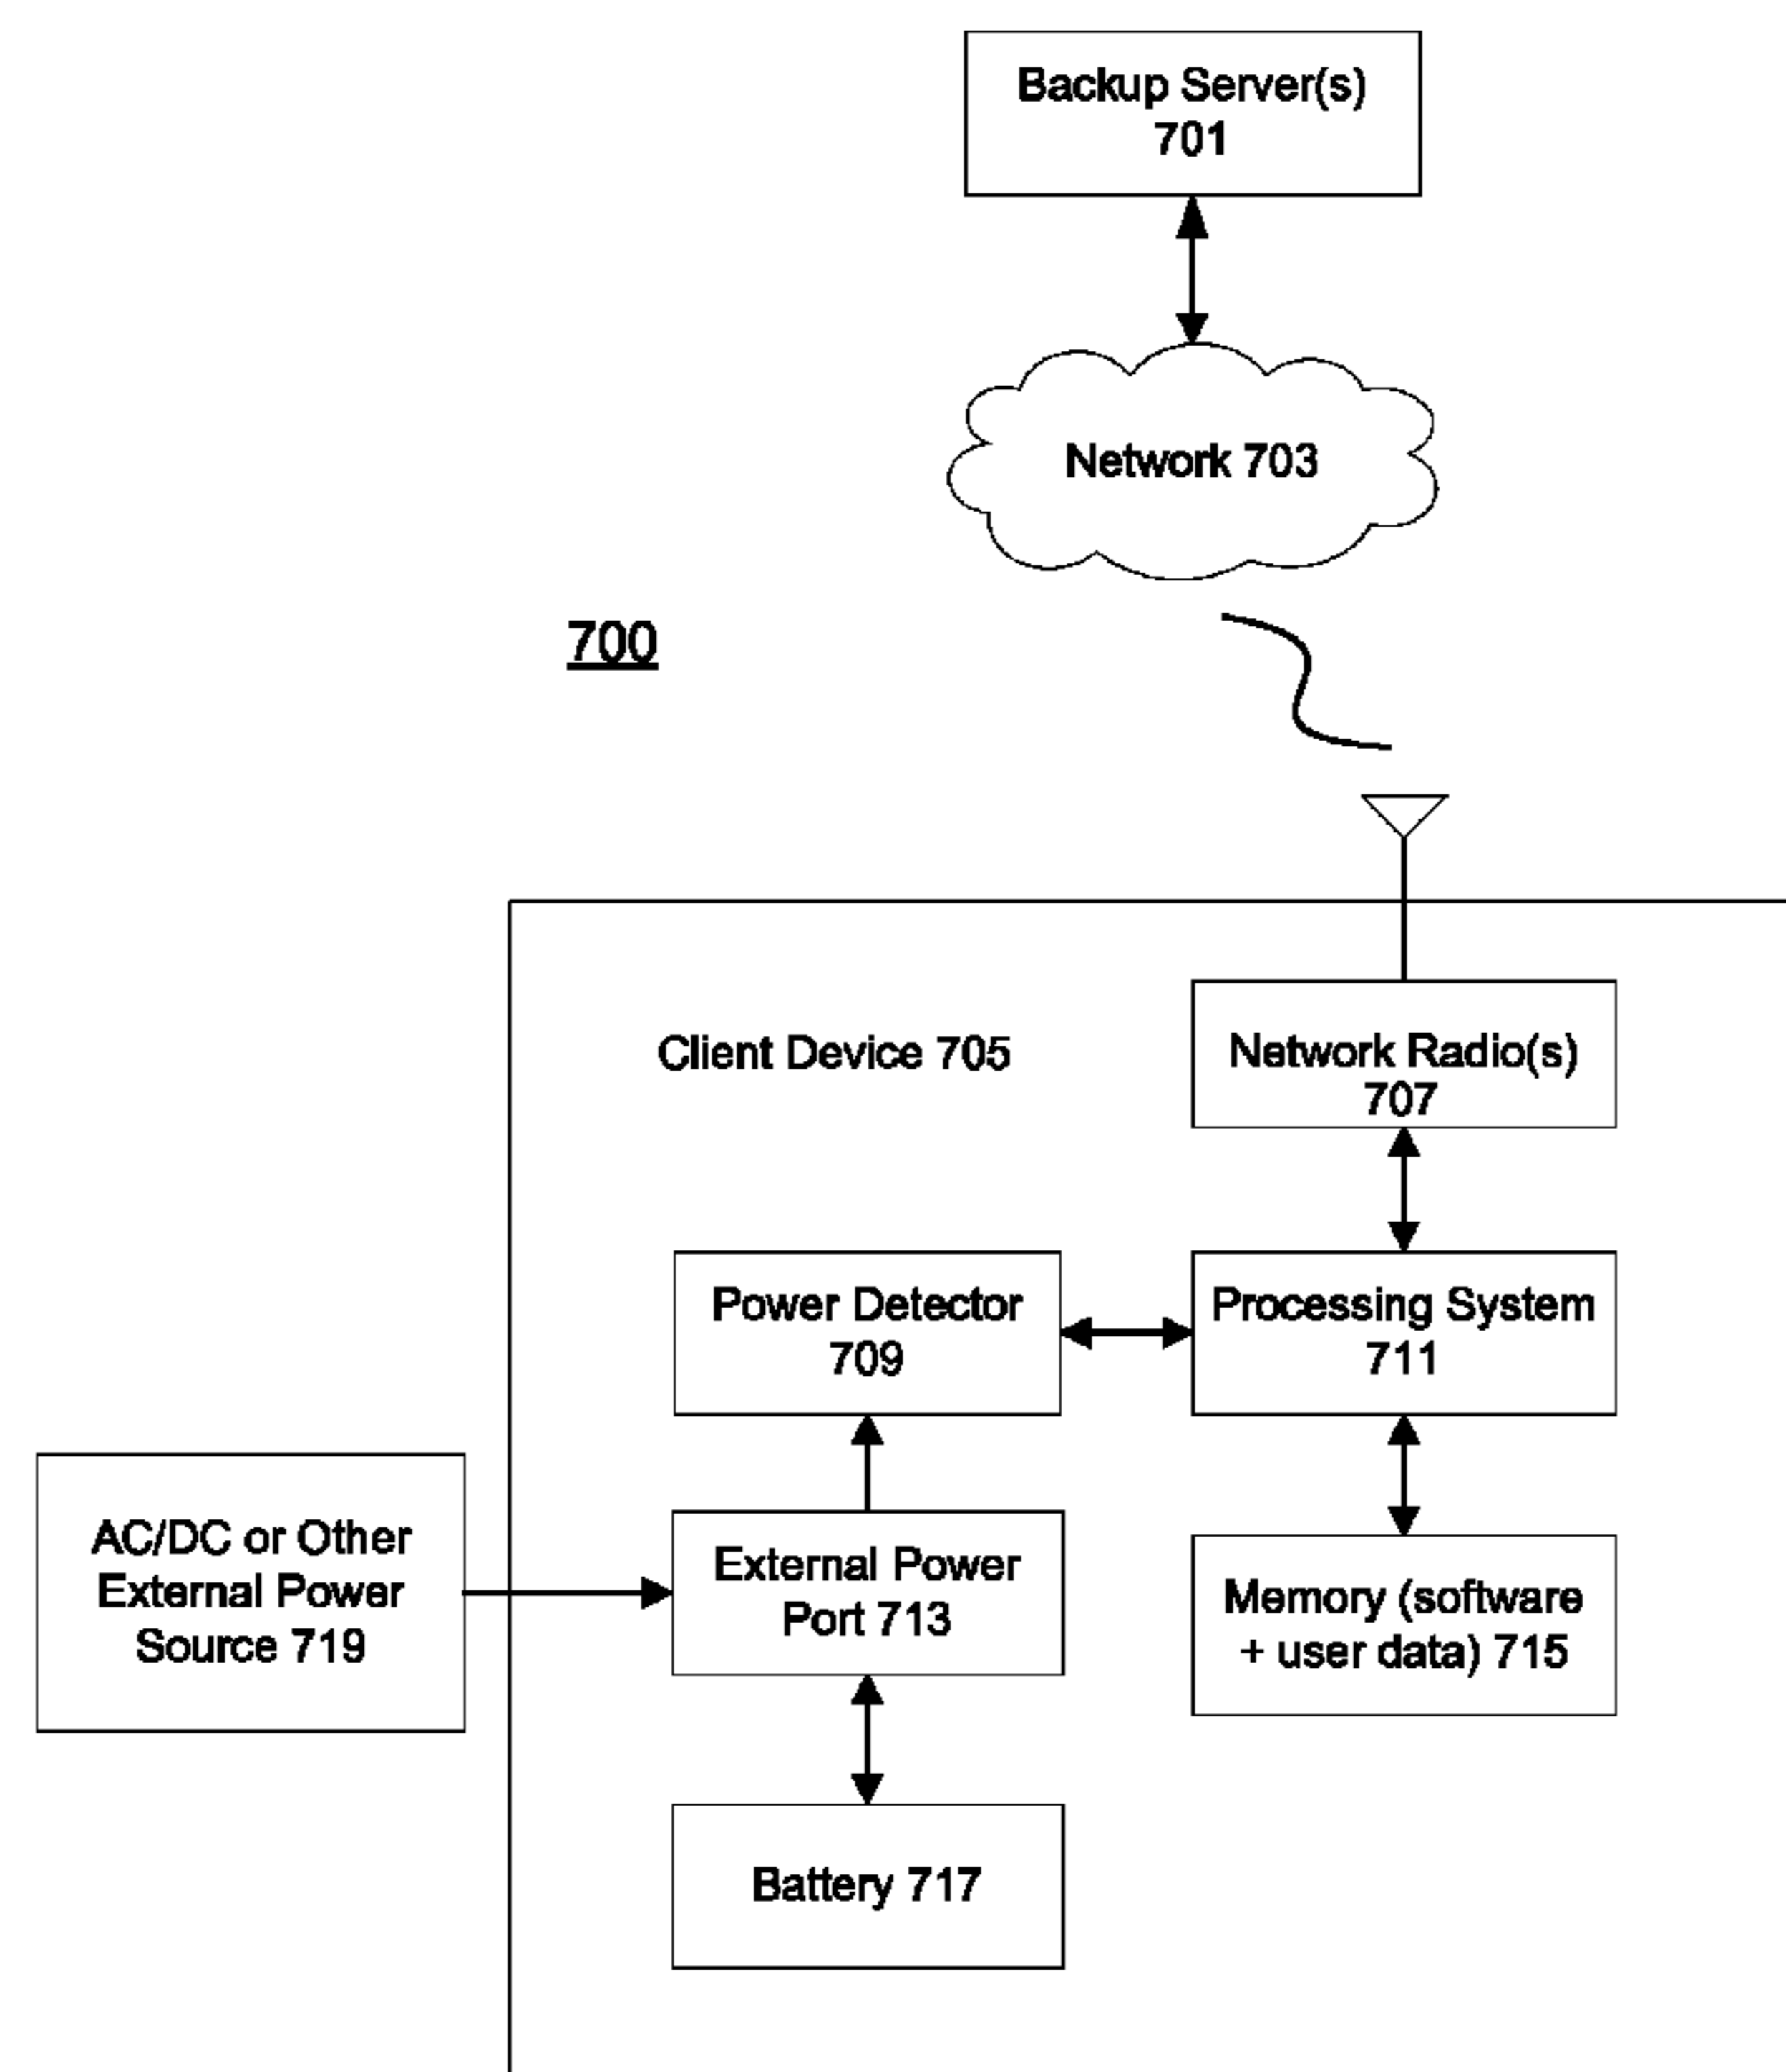 Backup Server(s)
701
Network 703
700
Client Device 705
Network Radio(s)
707
Power Detector
709
Processing System
711
AC/DC or Other
External Power
Source 719
External Power
Port 713
Memory (software
+ user data) 715
Battery 717